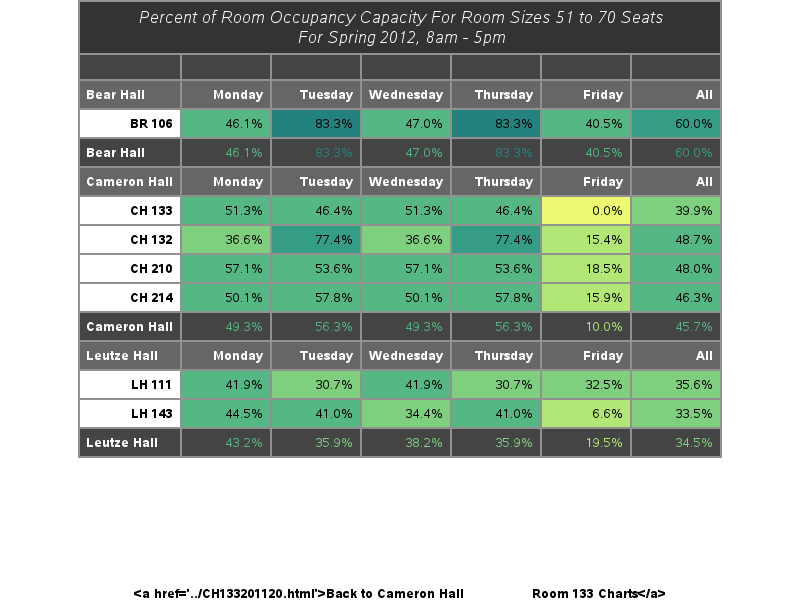 Percent of Room Occupancy Capacity For Room Sizes 51 to 70 Seats
For Spring 2012, 8am - 5pm
Bear Hall Monday Tuesday Wednesday Thursday Friday All
BR 106 46.1% 83.3% 47.0% 83.3% 40.5% 60.0%
Bear Hall 46.1% 83.3% 47.0% 83.3% 40.5% 60.0%
Cameron Hall Monday Tuesday Wednesday Thursday Friday All
CH 133 51.3% 46.4% 51.3% 46.4% 0.0% 39.9%
CH 132 36.6% 77.4% 36.6% 77.4% 15.4% 48.7%
CH 210 57.1% 53.6% 57.1% 53.6% 18.5% 48.0%
CH 214 50.1% 57.8% 50.1% 57.8% 15.9% 46.3%
Cameron Hall 49.3% 56.3% 49.3% 56.3% 10.0% 45.7%
Leutze Hall Monday Tuesday Wednesday Thursday Friday All
LH 111 41.9% 30.7% 41.9% 30.7% 32.5% 35.6%
LH 143 44.5% 41.0% 34.4% 41.0% 6.6% 33.5%
Leutze Hall 43.2% 35.9% 38.2% 35.9% 19.5% 34.5%
<a href='../CH133201120.html'>Back to Cameron Hall Room 133 Charts</a>